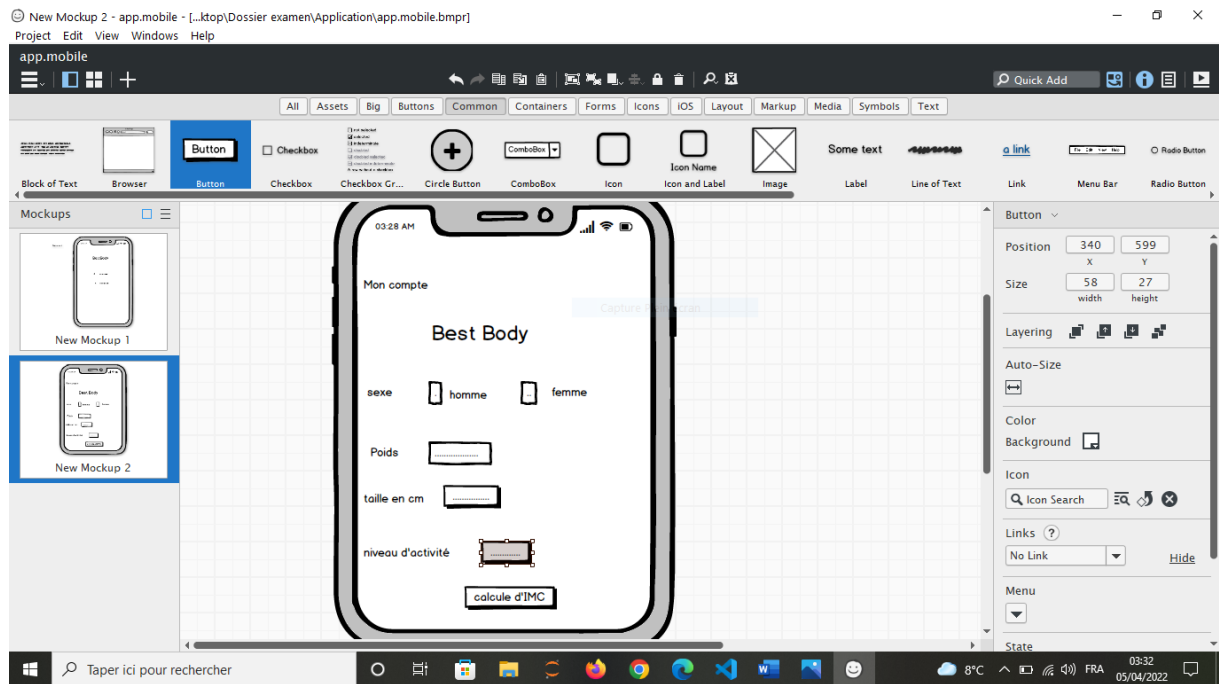 New Mockup 2 - app.mobile - [...ktop\Dossier examen\Application\app.mobile.bmpr]
Project Edit View Windows Help
app.mobile
Quick Add
All Assets Big Buttons Common Containers Forms Icons iOS Layout Markup Media Symbols Text
Button Checkbox ComboBox Icon Name Some text a link Radio Button
Block of Text Browser Button Checkbox Checkbox Gr... Circle Button ComboBox Icon Icon and Label Image Label Line of Text Link Menu Bar Radio Button
Mockups
New Mockup 1
New Mockup 2
03:28 AM
Mon compte
Capture Plein écran
Best Body
sexe homme femme
Poids ...................
taille en cm ................
niveau d'activité .............
calcule d'IMC
Button
Position 340 599
X Y
Size 58 27
width height
Layering
Auto-Size
Color
Background
Icon
Icon Search
Links ?
No Link Hide
Menu
State
Taper ici pour rechercher
8°C FRA 03:32
05/04/2022